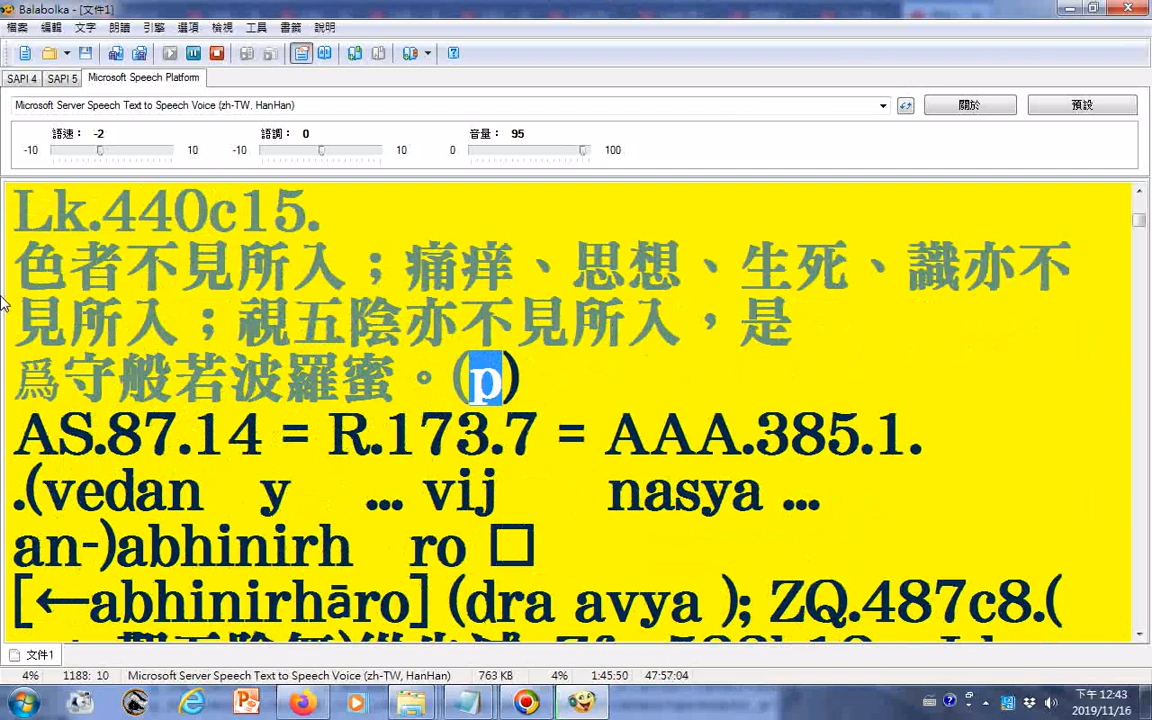 Balabolka - [文件1]
檔案 編輯 文字 朗讀 引擎 選項 檢視 工具 書籤 說明
SAPI 4 SAPI 5 Microsoft Speech Platform
Microsoft Server Speech Text to Speech Voice (zh-TW, HanHan)
關於 預設
語速： -2 語調： 0 音量： 95
-10 10 -10 10 0 100
Lk.440c15.
色者不見所入；痛痒、思想、生死、識亦不
見所入；視五陰亦不見所入，是
爲守般若波羅蜜。(p)
AS.87.14 = R.173.7 = AAA.385.1.
.(vedan y ... vij nasya ...
an-)abhinirh ro □
[←abhinirhāro] (dra avya ); ZQ.487c8.(
文件1
4% 1188: 10 Microsoft Server Speech Text to Speech Voice (zh-TW, HanHan) 763 KB 4% 1:45:50 47:57:04
下午 12:43
2019/11/16